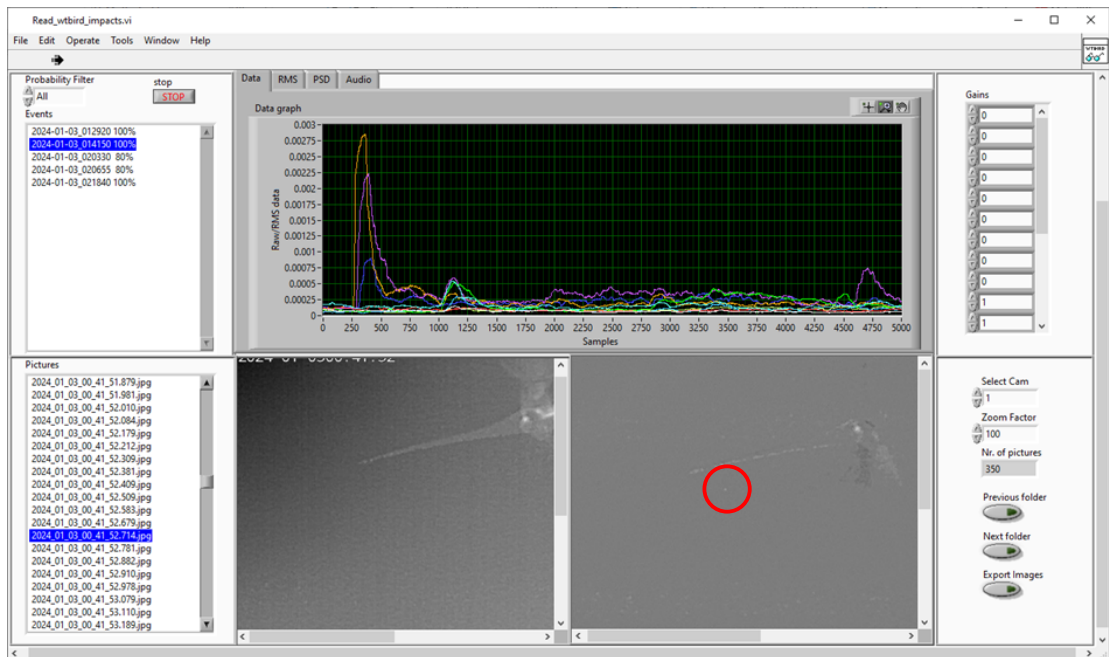 Read_wtbird_impacts.vi
File Edit Operate Tools Window Help
WTBIRD
Probability Filter
All
stop
STOP
Events
2024-01-03_012920 100%
2024-01-03_014150 100%
2024-01-03_020330 80%
2024-01-03_020655 80%
2024-01-03_021840 100%
Data RMS PSD Audio
Data graph
0.003
0.00275
0.0025
0.00225
0.002
0.00175
0.0015
0.00125
0.001
0.00075
0.0005
0.00025
0
Raw/RMS data
0 250 500 750 1000 1250 1500 1750 2000 2250 2500 2750 3000 3250 3500 3750 4000 4250 4500 4750 5000
Samples
Gains
0
0
0
0
0
0
0
0
0
1
1
Pictures
2024_01_03_00_41_51.879.jpg
2024_01_03_00_41_51.981.jpg
2024_01_03_00_41_52.010.jpg
2024_01_03_00_41_52.084.jpg
2024_01_03_00_41_52.179.jpg
2024_01_03_00_41_52.212.jpg
2024_01_03_00_41_52.309.jpg
2024_01_03_00_41_52.381.jpg
2024_01_03_00_41_52.409.jpg
2024_01_03_00_41_52.509.jpg
2024_01_03_00_41_52.583.jpg
2024_01_03_00_41_52.679.jpg
2024_01_03_00_41_52.714.jpg
2024_01_03_00_41_52.781.jpg
2024_01_03_00_41_52.882.jpg
2024_01_03_00_41_52.910.jpg
2024_01_03_00_41_52.978.jpg
2024_01_03_00_41_53.079.jpg
2024_01_03_00_41_53.110.jpg
2024_01_03_00_41_53.189.jpg
Select Cam
1
Zoom Factor
100
Nr. of pictures
350
Previous folder
Next folder
Export Images